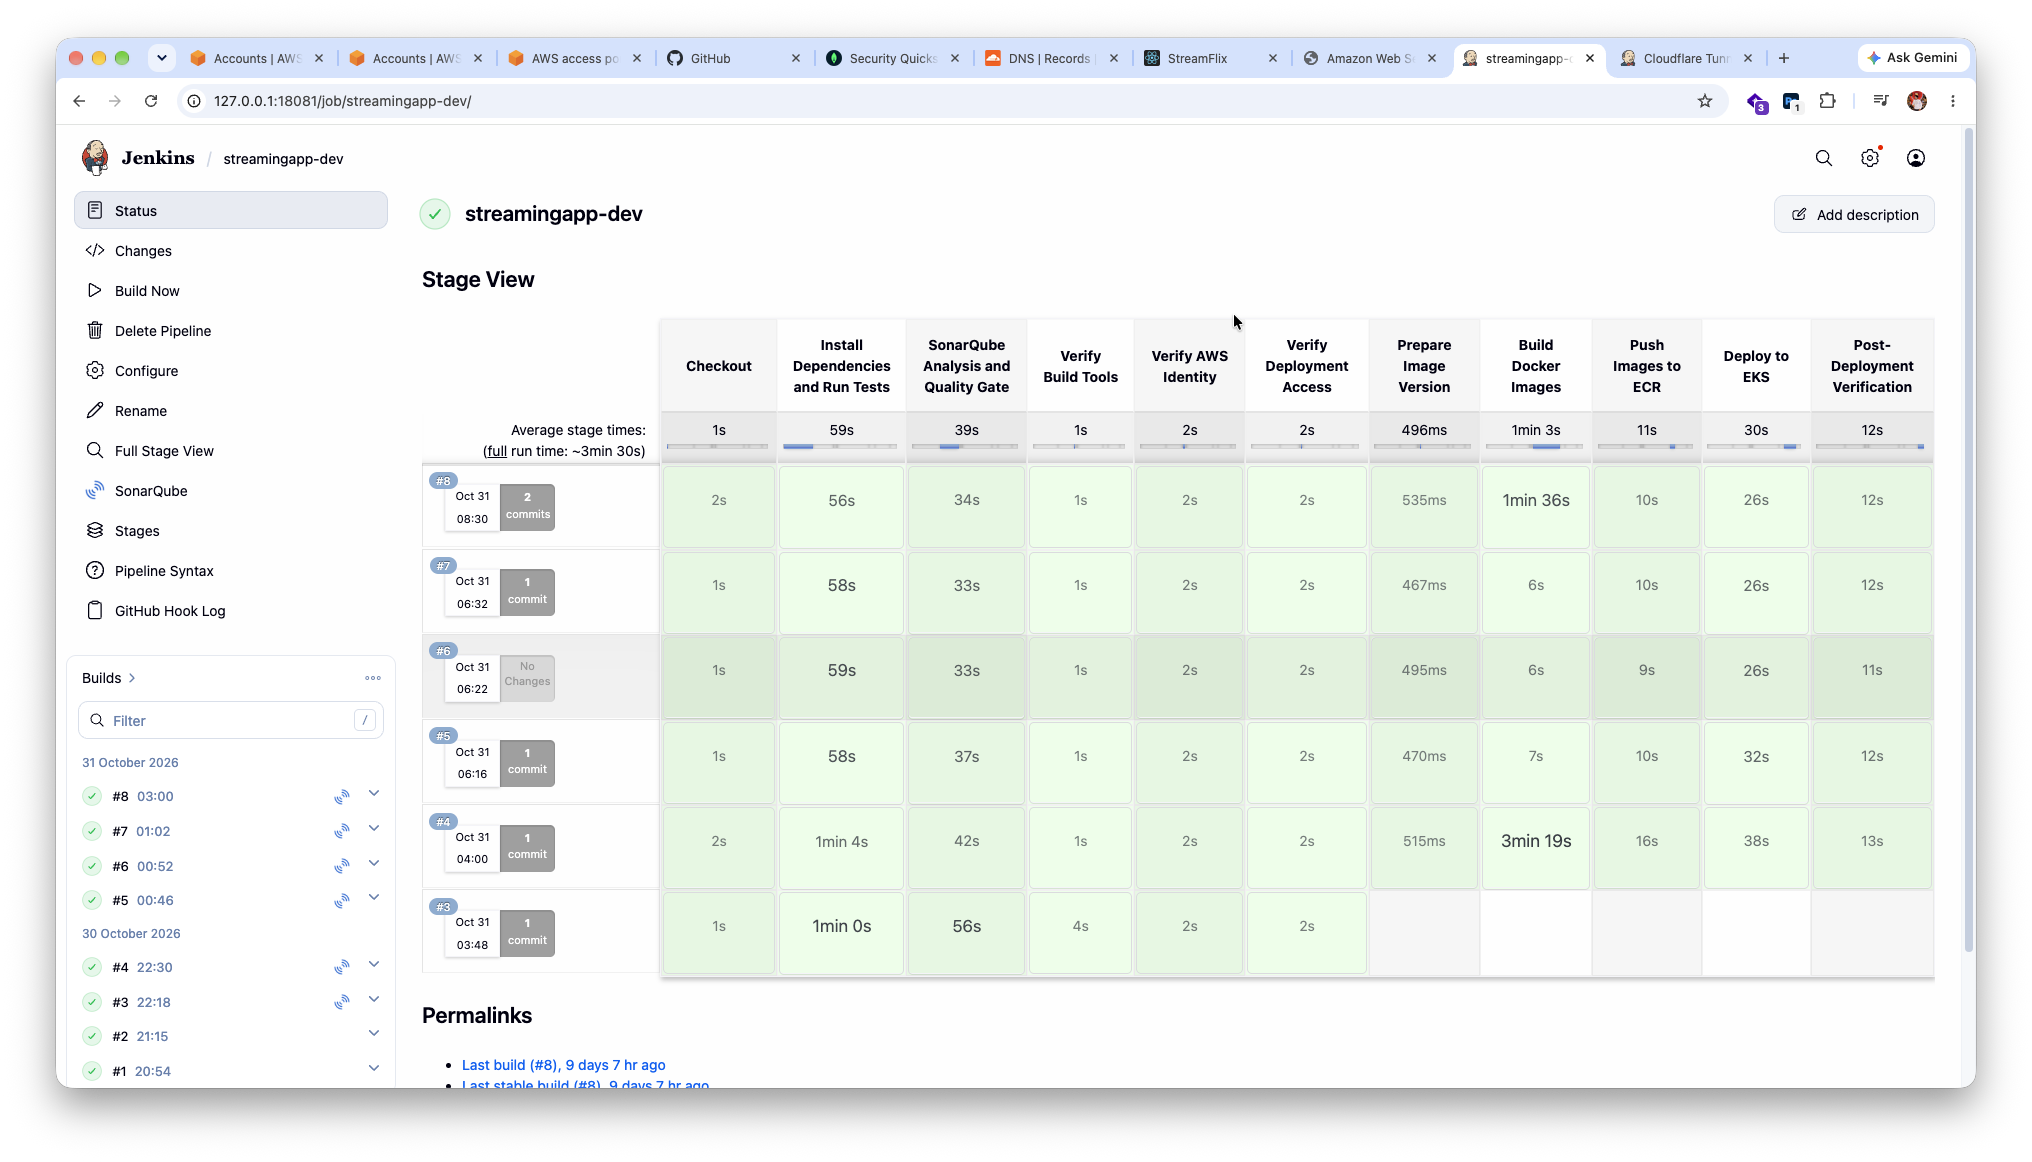 Accounts | AWS
Accounts | AWS
AWS access po
GitHub
Security Quicks
DNS | Records |
StreamFlix
Amazon Web S
streamingapp-d
Cloudflare Tunn
Ask Gemini
127.0.0.1:18081/job/streamingapp-dev/
3
1
Jenkins / streamingapp-dev
Status
Changes
Build Now
Delete Pipeline
Configure
Rename
Full Stage View
SonarQube
Stages
Pipeline Syntax
GitHub Hook Log
Builds
Filter /
31 October 2026
#8 03:00
#7 01:02
#6 00:52
#5 00:46
30 October 2026
#4 22:30
#3 22:18
#2 21:15
#1 20:54
streamingapp-dev
Add description
Stage View
Checkout
Install Dependencies and Run Tests
SonarQube Analysis and Quality Gate
Verify Build Tools
Verify AWS Identity
Verify Deployment Access
Prepare Image Version
Build Docker Images
Push Images to ECR
Deploy to EKS
Post-Deployment Verification
Average stage times:
(full run time: ~3min 30s)
1s 59s 39s 1s 2s 2s 496ms 1min 3s 11s 30s 12s
#8
Oct 31 08:30
2 commits
2s 56s 34s 1s 2s 2s 535ms 1min 36s 10s 26s 12s
#7
Oct 31 06:32
1 commit
1s 58s 33s 1s 2s 2s 467ms 6s 10s 26s 12s
#6
Oct 31 06:22
No Changes
1s 59s 33s 1s 2s 2s 495ms 6s 9s 26s 11s
#5
Oct 31 06:16
1 commit
1s 58s 37s 1s 2s 2s 470ms 7s 10s 32s 12s
#4
Oct 31 04:00
1 commit
2s 1min 4s 42s 1s 2s 2s 515ms 3min 19s 16s 38s 13s
#3
Oct 31 03:48
1 commit
1s 1min 0s 56s 4s 2s 2s
Permalinks
Last build (#8), 9 days 7 hr ago
Last stable build (#8), 9 days 7 hr ago